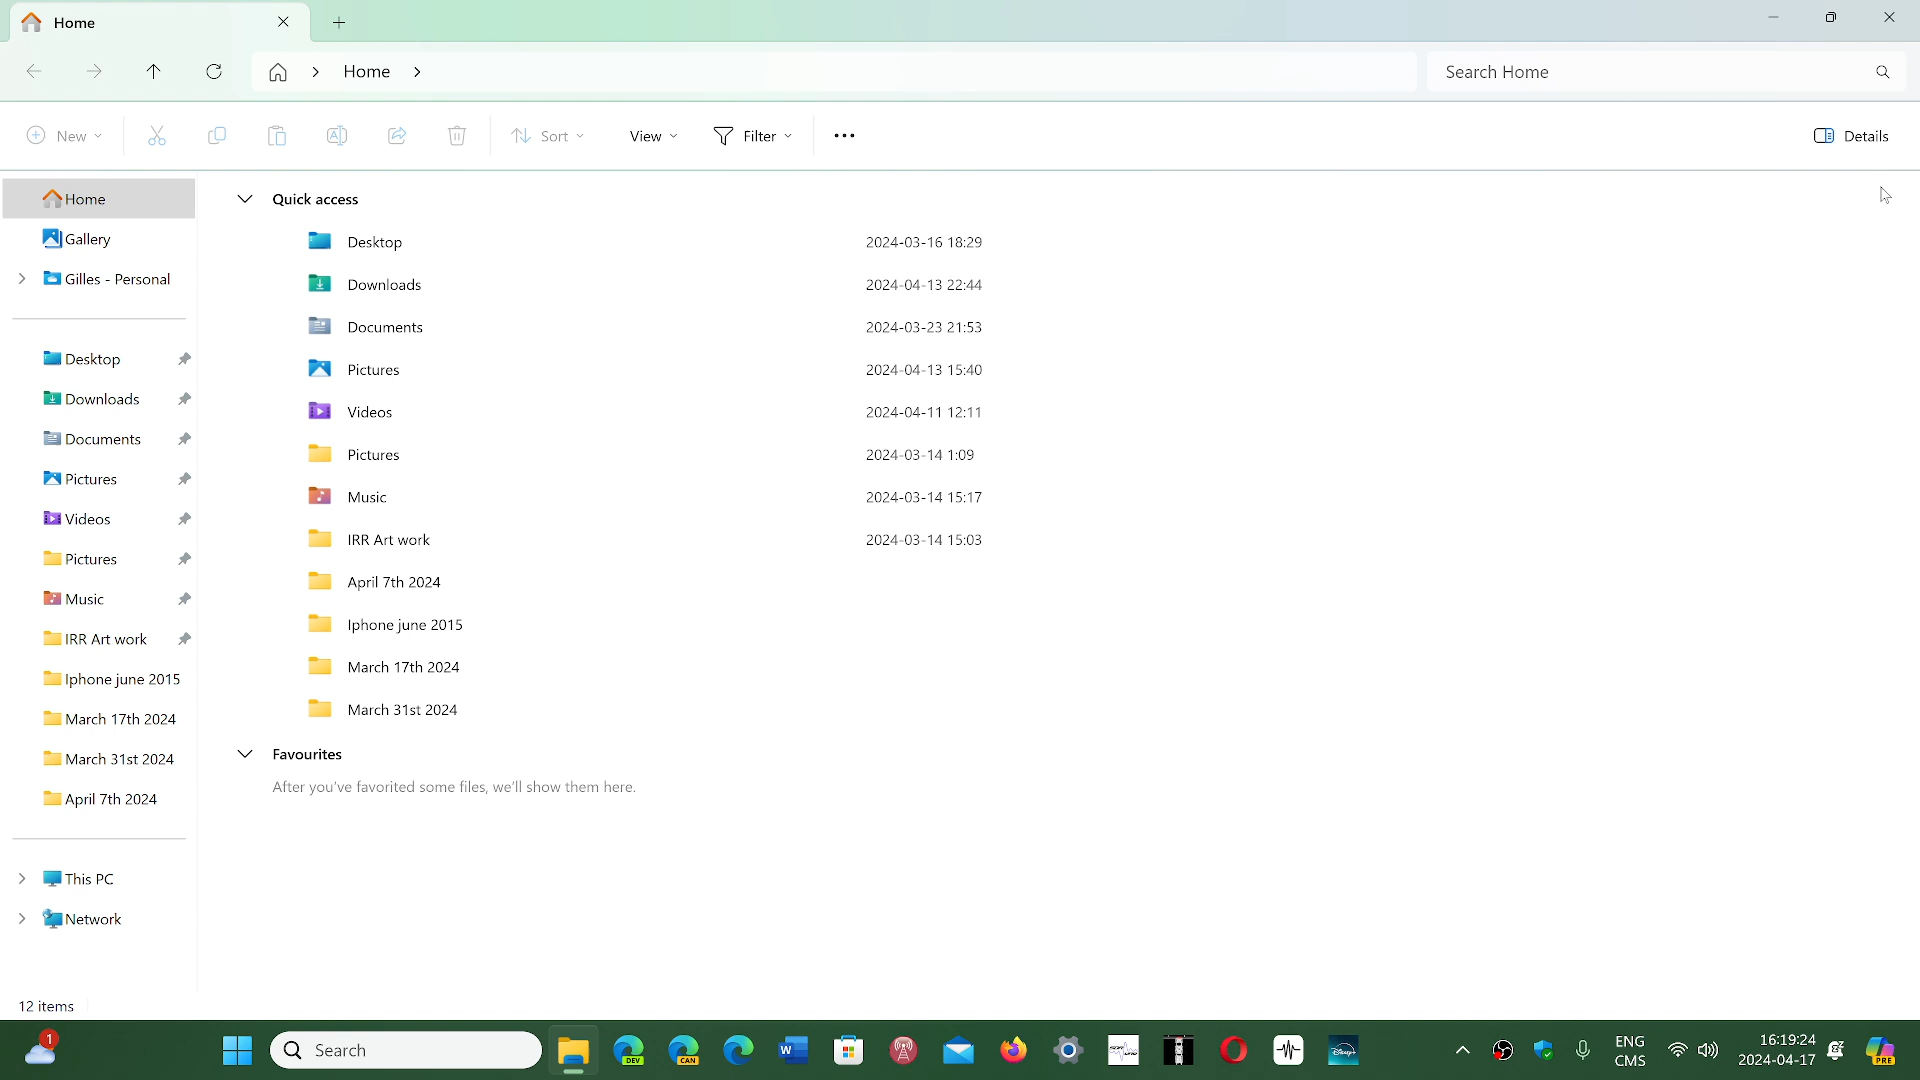 Home
Home
Search Home
New
Sort
View
Filter
Details
Home
Gallery
Gilles - Personal
Desktop
Downloads
Documents
Pictures
Videos
Pictures
Music
IRR Art work
Iphone june 2015
March 17th 2024
March 31st 2024
April 7th 2024
This PC
Network
Quick access
Desktop 2024-03-16 18:29
Downloads 2024-04-13 22:44
Documents 2024-03-23 21:53
Pictures 2024-04-13 15:40
Videos 2024-04-11 12:11
Pictures 2024-03-14 1:09
Music 2024-03-14 15:17
IRR Art work 2024-03-14 15:03
April 7th 2024
Iphone june 2015
March 17th 2024
March 31st 2024
Favourites
After you've favorited some files, we'll show them here.
12 items
1
Search
DEV
CAN
W
Disney+
ENG
CMS
16:19:24
2024-04-17
PRE